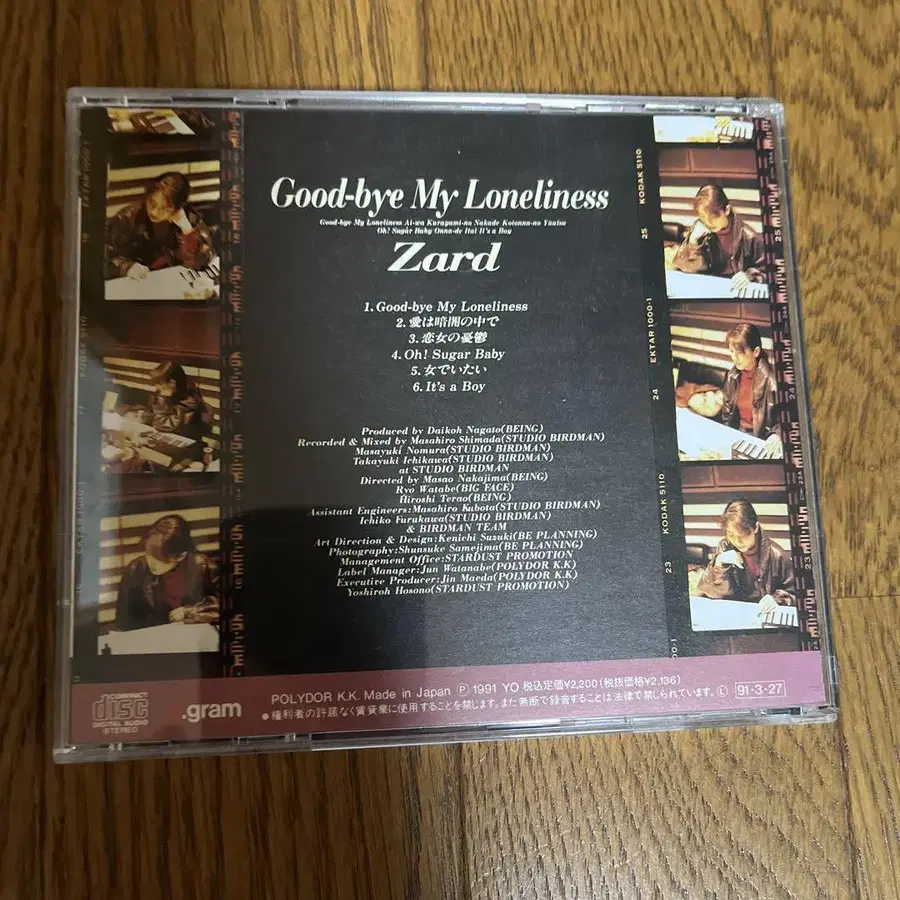 Good-bye My Loneliness
Good-bye My Loneliness Ai-wa Kurayami-no Nakade Koionna-no Yuutsu
Oh! Sugar Baby Onna-de Itai It's a Boy
Zard
1. Good-bye My Loneliness
2. 愛は暗闇の中で
3. 恋女の憂鬱
4. Oh! Sugar Baby
5. 女でいたい
6. It's a Boy
Produced by Daikoh Nagato(BEING)
Recorded & Mixed by Masahiro Shimada(STUDIO BIRDMAN)
Masayuki Nomura(STUDIO BIRDMAN)
Takayuki Ichikawa(STUDIO BIRDMAN)
at STUDIO BIRDMAN
Directed by Masao Nakajima(BEING)
Ryo Watabe(BIG FACE)
Hiroshi Terao(BEING)
Assistant Engineers:Masahiro Kubota(STUDIO BIRDMAN)
Ichiko Furukawa(STUDIO BIRDMAN)
& BIRDMAN TEAM
Art Direction & Design:Kenichi Suzuki(BE PLANNING)
Photography:Shunsuke Samejima(BE PLANNING)
Management Office:STARDUST PROMOTION
Label Manager:Jun Watanabe(POLYDOR K.K)
Executive Producer:Jin Maeda(POLYDOR K.K)
Yoshiroh Hosono(STARDUST PROMOTION)
KODAK 5110
25
EKTAR 1000-1
24
KODAK 5110
23
COMPACT
disc
DIGITAL AUDIO
STEREO
.gram
POLYDOR K.K. Made in Japan Ⓟ 1991 YO 税込定価¥2,200(税抜価格¥2,136)
●権利者の許諾なく賃貸業に使用することを禁じます。また無断で録音することは法律で禁じられています。Ⓛ 91・3・27